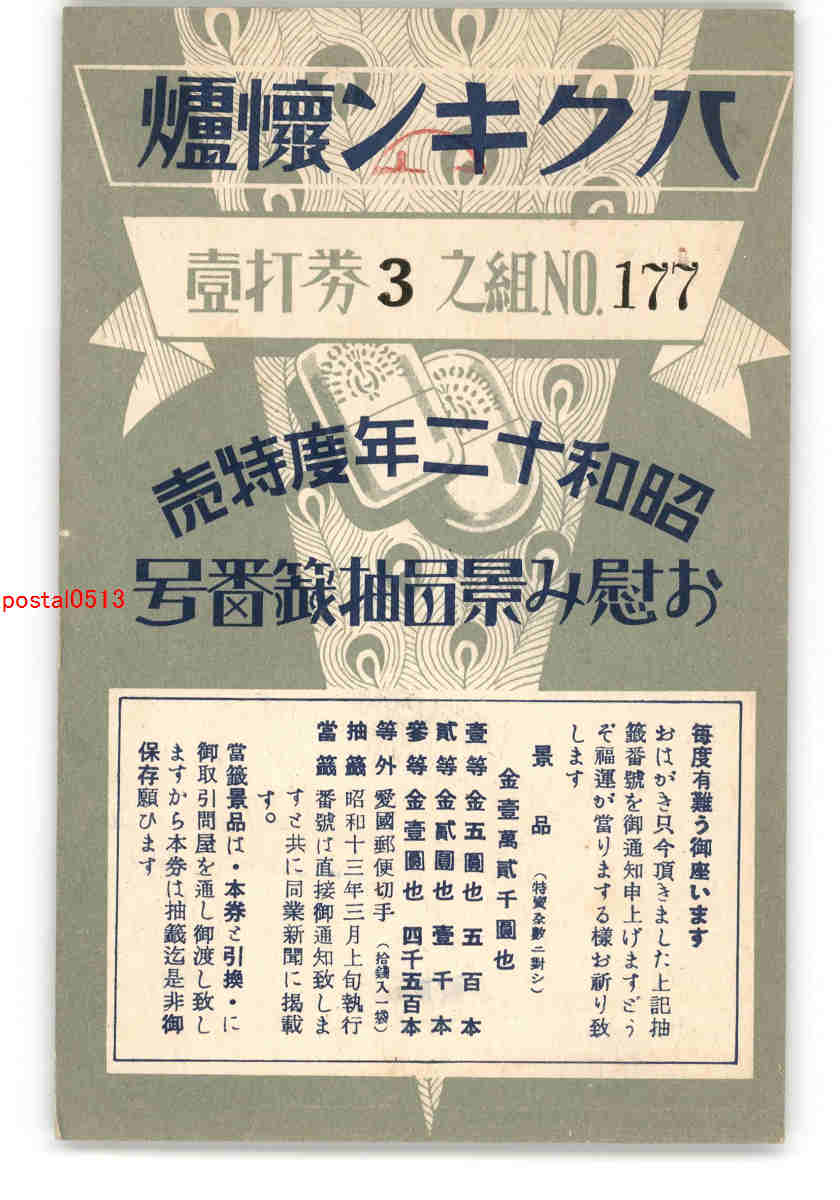 ハクキン懷爐
壹打券 3 之組NO. 177
昭和十二年度特売
お慰み景品抽籤番号
postal0513
毎度有難う御座います
おはがき只今頂きました上記抽
籤番號を御通知申上げますどう
ぞ福運が當りまする様お祈り致
します
景品 (特賣全數ニ對シ)
金壹萬貳千圓也
壹等 金五圓也 五百本
貳等 金貳圓也 壹千本
參等 金壹圓也 四千五百本
等外 愛國郵便切手 (拾錢入一袋)
抽籤 昭和十三年三月上旬執行
當籤 番號は直接御通知致しま
すと共に同業新聞に掲載
す。
當籤景品は・本券と引換・に
御取引問屋を通し御渡し致し
ますから本券は抽籤迄是非御
保存願ひます